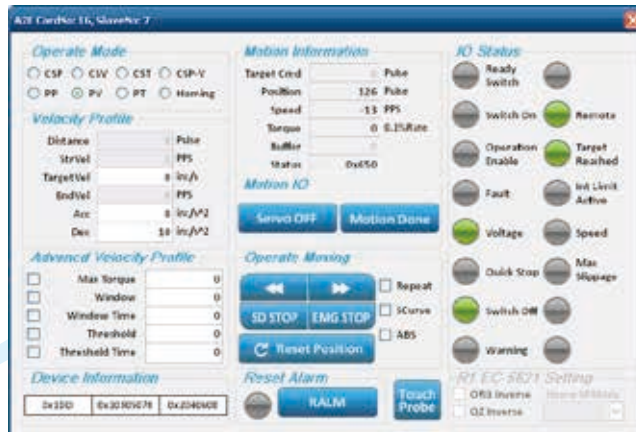 A2E CardNo: 16, SlaveNo: 7
Operate Mode
CSP CSV CST CSP-V
PP PV PT Homing
Velocity Profile
Distance Pulse
StrVel PPS
TargetVel 0 inc/s
EndVel PPS
Acc 0 inc/s^2
Dec 10 inc/s^2
Advanced Velocity Profile
Max Torque 0
Window 0
Window Time 0
Threshold 0
Threshold Time 0
Device Information
Motion Information
Target Cmd 0 Pulse
Position 126 Pulse
Speed -13 PPS
Torque 0 0.1%Rate
Buffer 0
Status 0x650
Motion IO
Servo OFF Motion Done
Operate Moving
Repeat
SD STOP EMG STOP SCurve
ABS
Reset Position
Reset Alarm
RALM
Touch Probe
IO Status
Ready Switch
Switch On Remote
Operation Enable Target Reached
Fault Int Limit Active
Voltage Speed
Quick Stop Max Slippage
Switch Off
Warning
R1 EC-5621 Setting
ORG Inverse
QZ Inverse